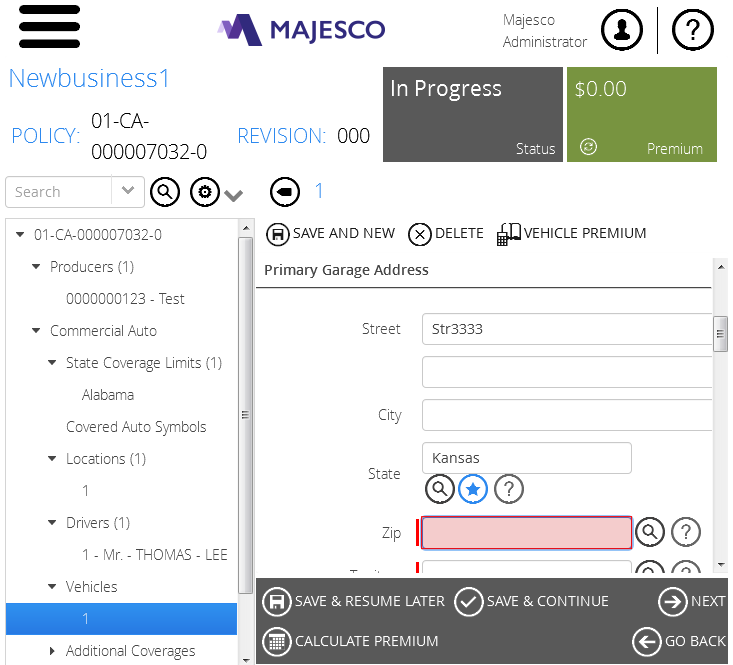 MAJESCO
Majesco
Administrator
?
Newbusiness1
POLICY: 01-CA-
000007032-0
REVISION: 000
In Progress
Status
$0.00
Premium
Search
1
01-CA-000007032-0
Producers (1)
0000000123 - Test
Commercial Auto
State Coverage Limits (1)
Alabama
Covered Auto Symbols
Locations (1)
1
Drivers (1)
1 - Mr. - THOMAS - LEE
Vehicles
1
Additional Coverages
SAVE AND NEW DELETE VEHICLE PREMIUM
Primary Garage Address
Street Str3333
City
State Kansas
?
Zip ?
SAVE & RESUME LATER SAVE & CONTINUE NEXT
CALCULATE PREMIUM GO BACK